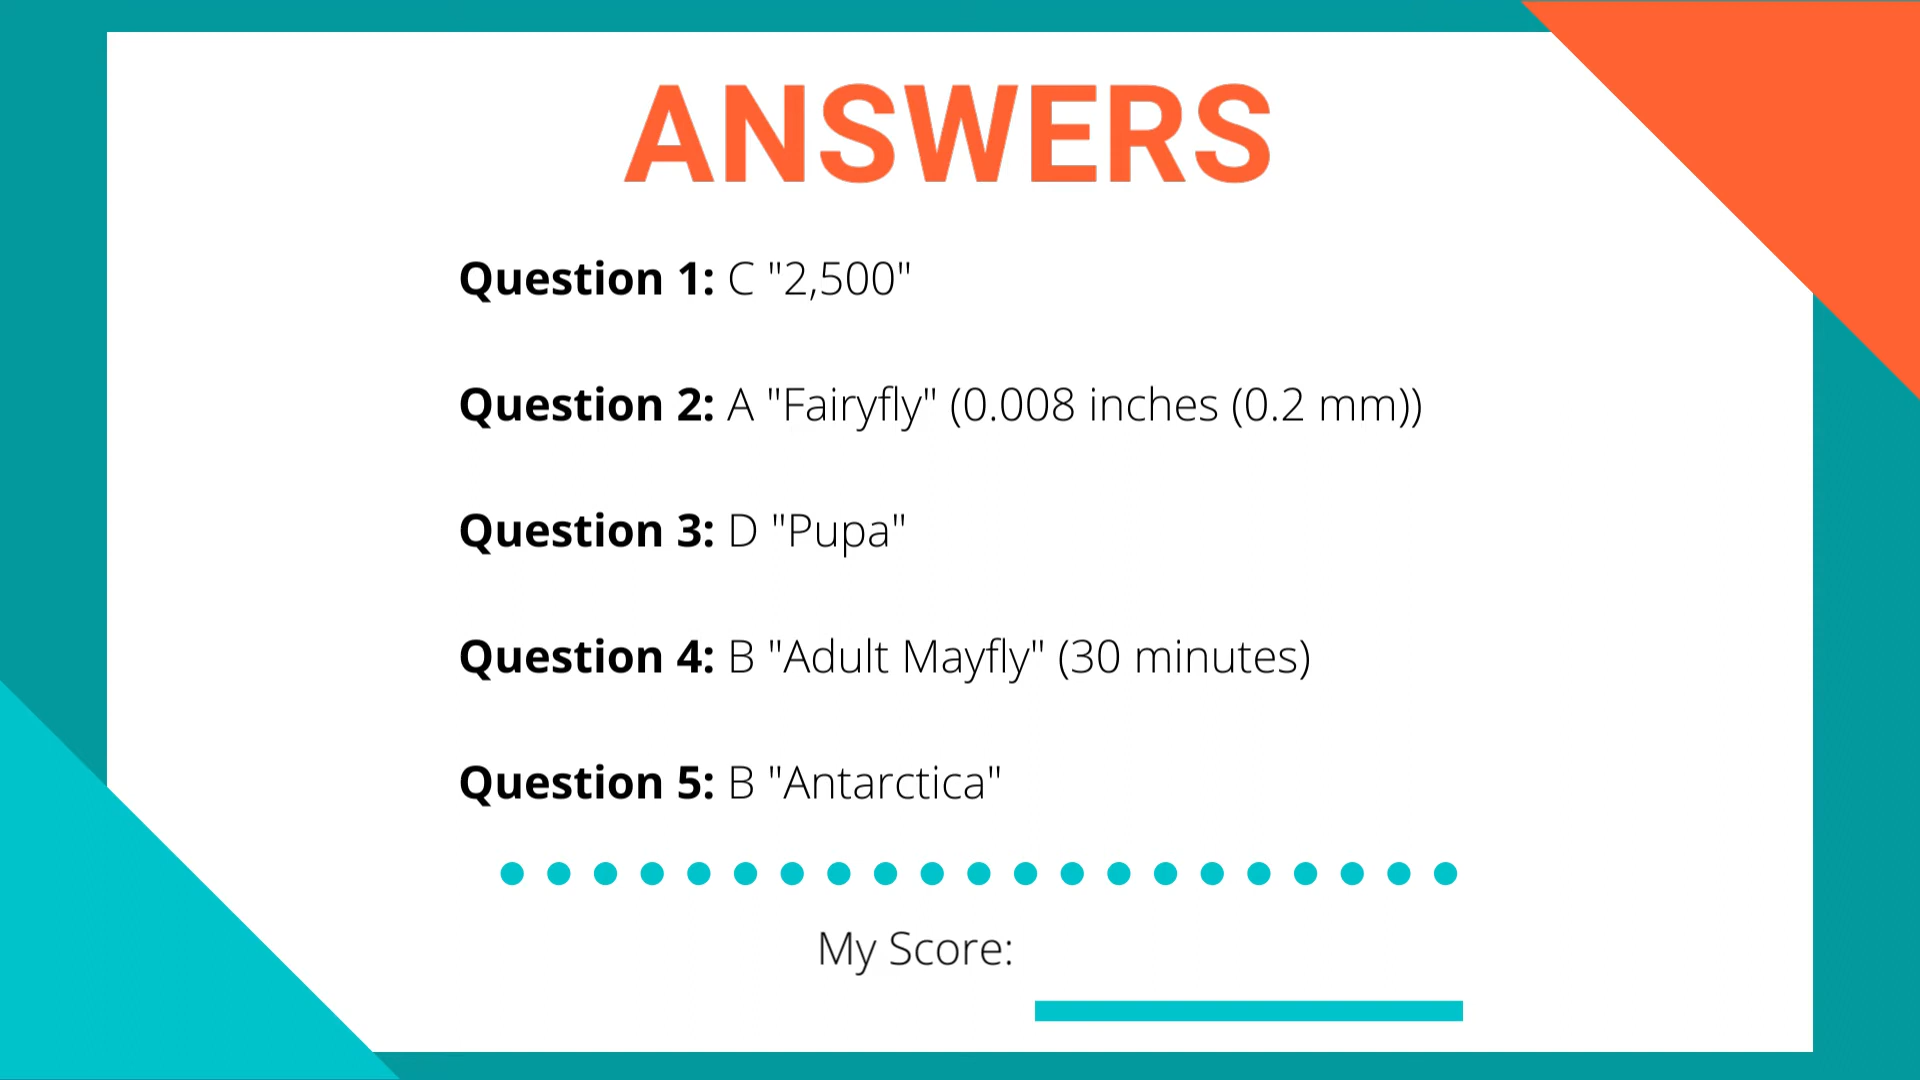 ANSWERS
Question 1: C "2,500"
Question 2: A "Fairyfly" (0.008 inches (0.2 mm))
Question 3: D "Pupa"
Question 4: B "Adult Mayfly" (30 minutes)
Question 5: B "Antarctica"
My Score: